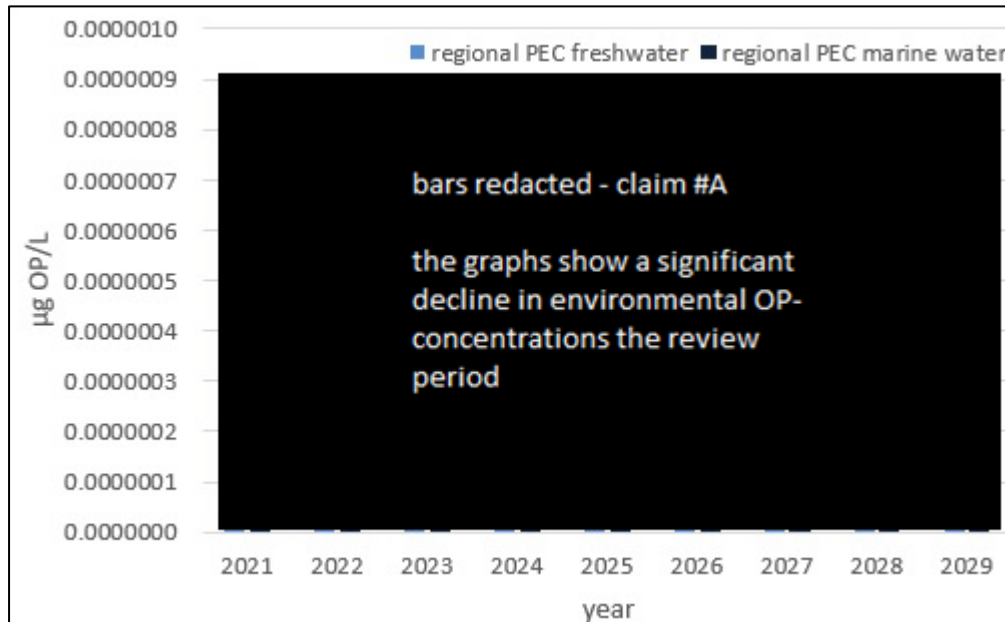 0.0000010
regional PEC freshwater regional PEC marine water
0.0000009
0.0000008
0.0000007
0.0000006
0.0000005
0.0000004
0.0000003
0.0000002
0.0000001
0.0000000
µg OP/L
bars redacted - claim #A
the graphs show a significant
decline in environmental OP-
concentrations the review
period
2021 2022 2023 2024 2025 2026 2027 2028 2029
year